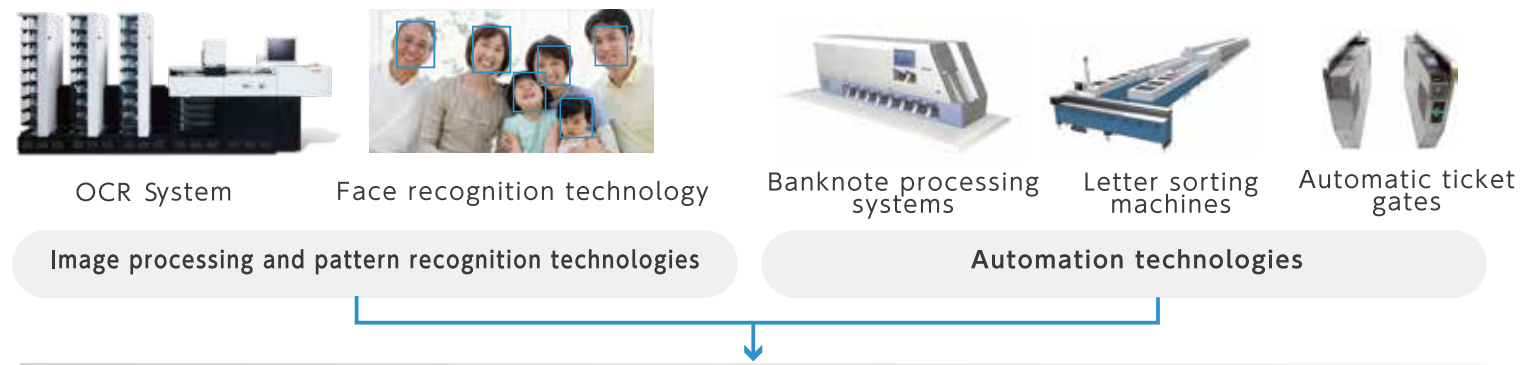 OCR System
Face recognition technology
Banknote processing
systems
Letter sorting
machines
Automatic ticket
gates
Image processing and pattern recognition technologies
Automation technologies